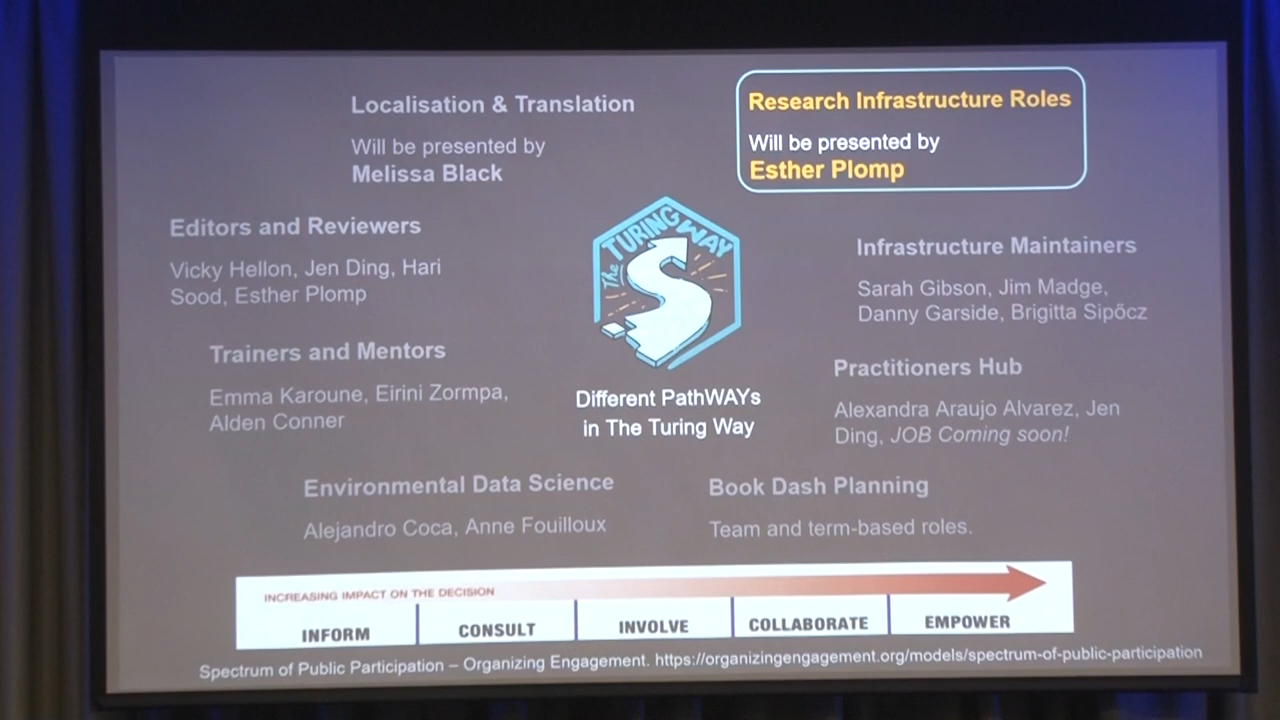 Localisation & Translation
Will be presented by
Melissa Black
Research Infrastructure Roles
Will be presented by
Esther Plomp
Editors and Reviewers
Vicky Hellon, Jen Ding, Hari
Sood, Esther Plomp
The TURING WAY
Infrastructure Maintainers
Sarah Gibson, Jim Madge,
Danny Garside, Brigitta Sipőcz
Trainers and Mentors
Emma Karoune, Eirini Zormpa,
Alden Conner
Different PathWAYs
in The Turing Way
Practitioners Hub
Alexandra Araujo Alvarez, Jen
Ding, JOB Coming soon!
Environmental Data Science
Alejandro Coca, Anne Fouilloux
Book Dash Planning
Team and term-based roles.
INCREASING IMPACT ON THE DECISION
INFORM
CONSULT
INVOLVE
COLLABORATE
EMPOWER
Spectrum of Public Participation – Organizing Engagement. https://organizingengagement.org/models/spectrum-of-public-participation